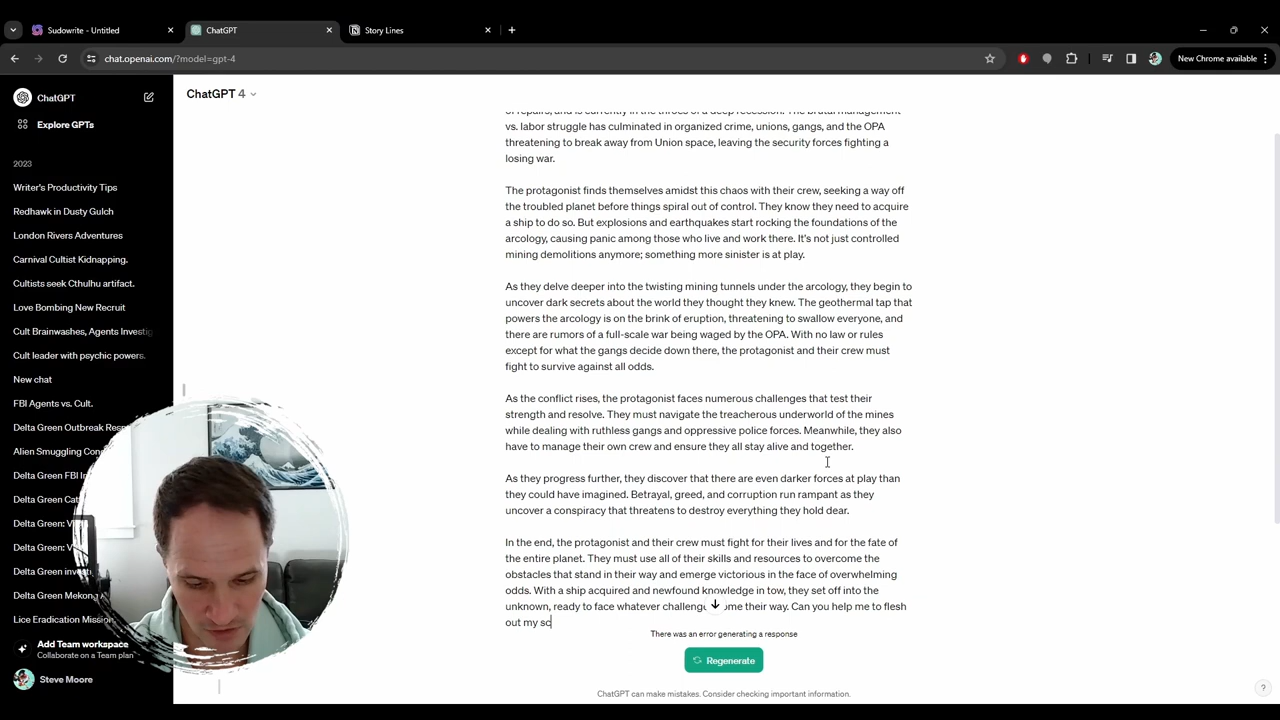 Sudowrite - Untitled
ChatGPT
Story Lines
chat.openai.com/?model=gpt-4
New Chrome available
ChatGPT
Explore GPTs
2023
Writer's Productivity Tips
Redhawk in Dusty Gulch
London Rivers Adventures
Carnival Cultist Kidnapping.
Cultists seek Cthulhu artifact.
Love Bombing New Recruit
Cult Brainwashes, Agents Investig
Cult leader with psychic powers.
New chat
FBI Agents vs. Cult.
Delta Green Outbreak Resp
Alien Smuggling Con
Delta Green FBI In
Delta Green Cat
Delta Green: V
Delta Green: V
Delta Green inves
Delta Green Mekon
Live Eradication Mission
Add Team workspace
Collaborate on a Team plan
Steve Moore
ChatGPT 4
of repairs, and is currently in the throes of a deep recession. The brutal management
vs. labor struggle has culminated in organized crime, unions, gangs, and the OPA
threatening to break away from Union space, leaving the security forces fighting a
losing war.
The protagonist finds themselves amidst this chaos with their crew, seeking a way off
the troubled planet before things spiral out of control. They know they need to acquire
a ship to do so. But explosions and earthquakes start rocking the foundations of the
arcology, causing panic among those who live and work there. It's not just controlled
mining demolitions anymore; something more sinister is at play.
As they delve deeper into the twisting mining tunnels under the arcology, they begin to
uncover dark secrets about the world they thought they knew. The geothermal tap that
powers the arcology is on the brink of eruption, threatening to swallow everyone, and
there are rumors of a full-scale war being waged by the OPA. With no law or rules
except for what the gangs decide down there, the protagonist and their crew must
fight to survive against all odds.
As the conflict rises, the protagonist faces numerous challenges that test their
strength and resolve. They must navigate the treacherous underworld of the mines
while dealing with ruthless gangs and oppressive police forces. Meanwhile, they also
have to manage their own crew and ensure they all stay alive and together.
As they progress further, they discover that there are even darker forces at play than
they could have imagined. Betrayal, greed, and corruption run rampant as they
uncover a conspiracy that threatens to destroy everything they hold dear.
In the end, the protagonist and their crew must fight for their lives and for the fate of
the entire planet. They must use all of their skills and resources to overcome the
obstacles that stand in their way and emerge victorious in the face of overwhelming
odds. With a ship acquired and newfound knowledge in tow, they set off into the
unknown, ready to face whatever challeng ome their way. Can you help me to flesh
out my sc
There was an error generating a response
Regenerate
ChatGPT can make mistakes. Consider checking important information.
?